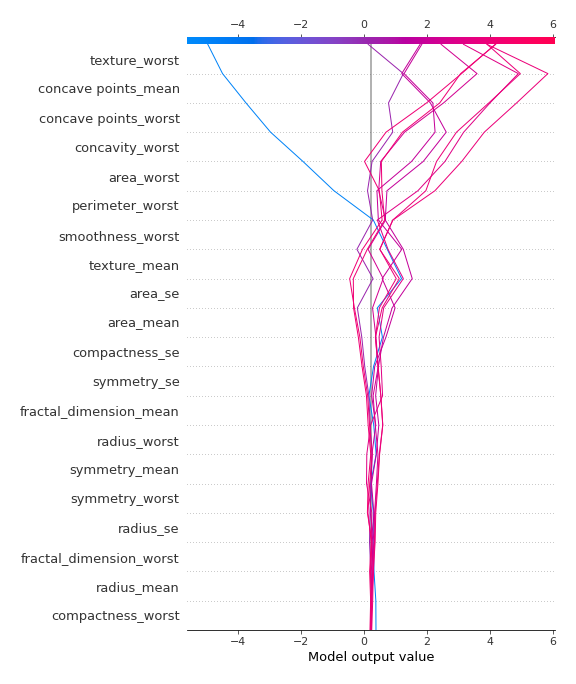 −4 −2 0 2 4 6
texture_worst
concave points_mean
concave points_worst
concavity_worst
area_worst
perimeter_worst
smoothness_worst
texture_mean
area_se
area_mean
compactness_se
symmetry_se
fractal_dimension_mean
radius_worst
symmetry_mean
symmetry_worst
radius_se
fractal_dimension_worst
radius_mean
compactness_worst
−4 −2 0 2 4 6
Model output value